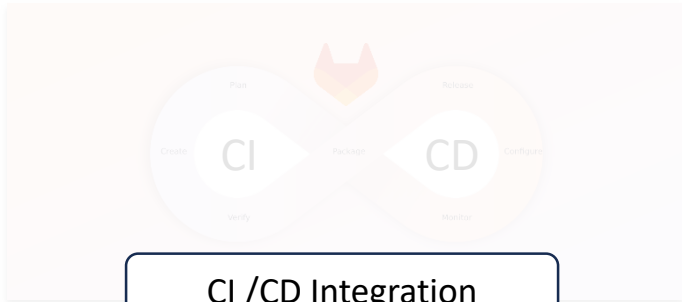 Plan
Release
Create
CI
Package
CD
Configure
Verify
Monitor
CI /CD Integration